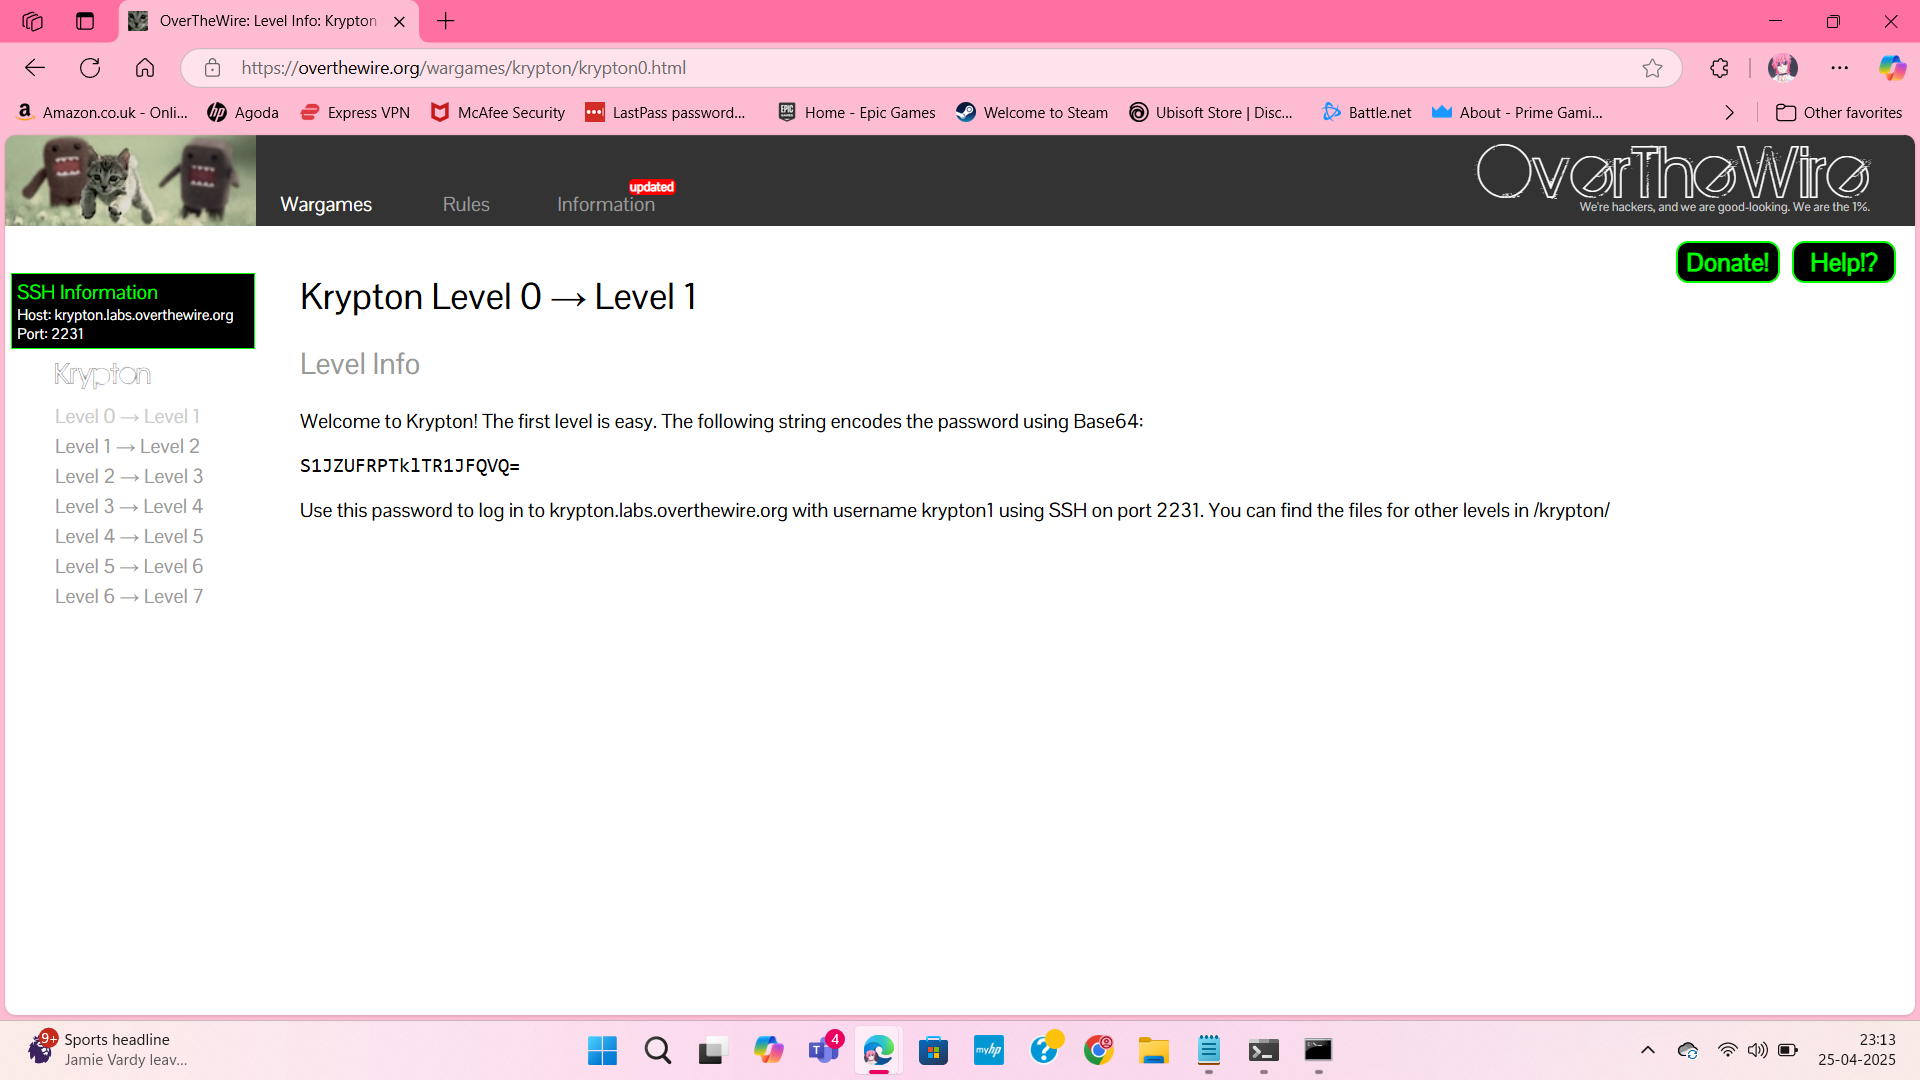 OverTheWire: Level Info: Krypton
https://overthewire.org/wargames/krypton/krypton0.html
Amazon.co.uk - Onli...
Agoda
Express VPN
McAfee Security
LastPass password...
Home - Epic Games
Welcome to Steam
Ubisoft Store | Disc...
Battle.net
About - Prime Gami...
Other favorites
Wargames
Rules
Information
updated
OverTheWire
We're hackers, and we are good-looking. We are the 1%.
Donate!
Help!?
SSH Information
Host: krypton.labs.overthewire.org
Port: 2231
Krypton
Level 0 → Level 1
Level 1 → Level 2
Level 2 → Level 3
Level 3 → Level 4
Level 4 → Level 5
Level 5 → Level 6
Level 6 → Level 7
Krypton Level 0 → Level 1
Level Info
Welcome to Krypton! The first level is easy. The following string encodes the password using Base64:
S1JZUFRPTklTR1JFQVQ=
Use this password to log in to krypton.labs.overthewire.org with username krypton1 using SSH on port 2231. You can find the files for other levels in /krypton/
9+
Sports headline
Jamie Vardy leav...
4
myhp
23:13
25-04-2025